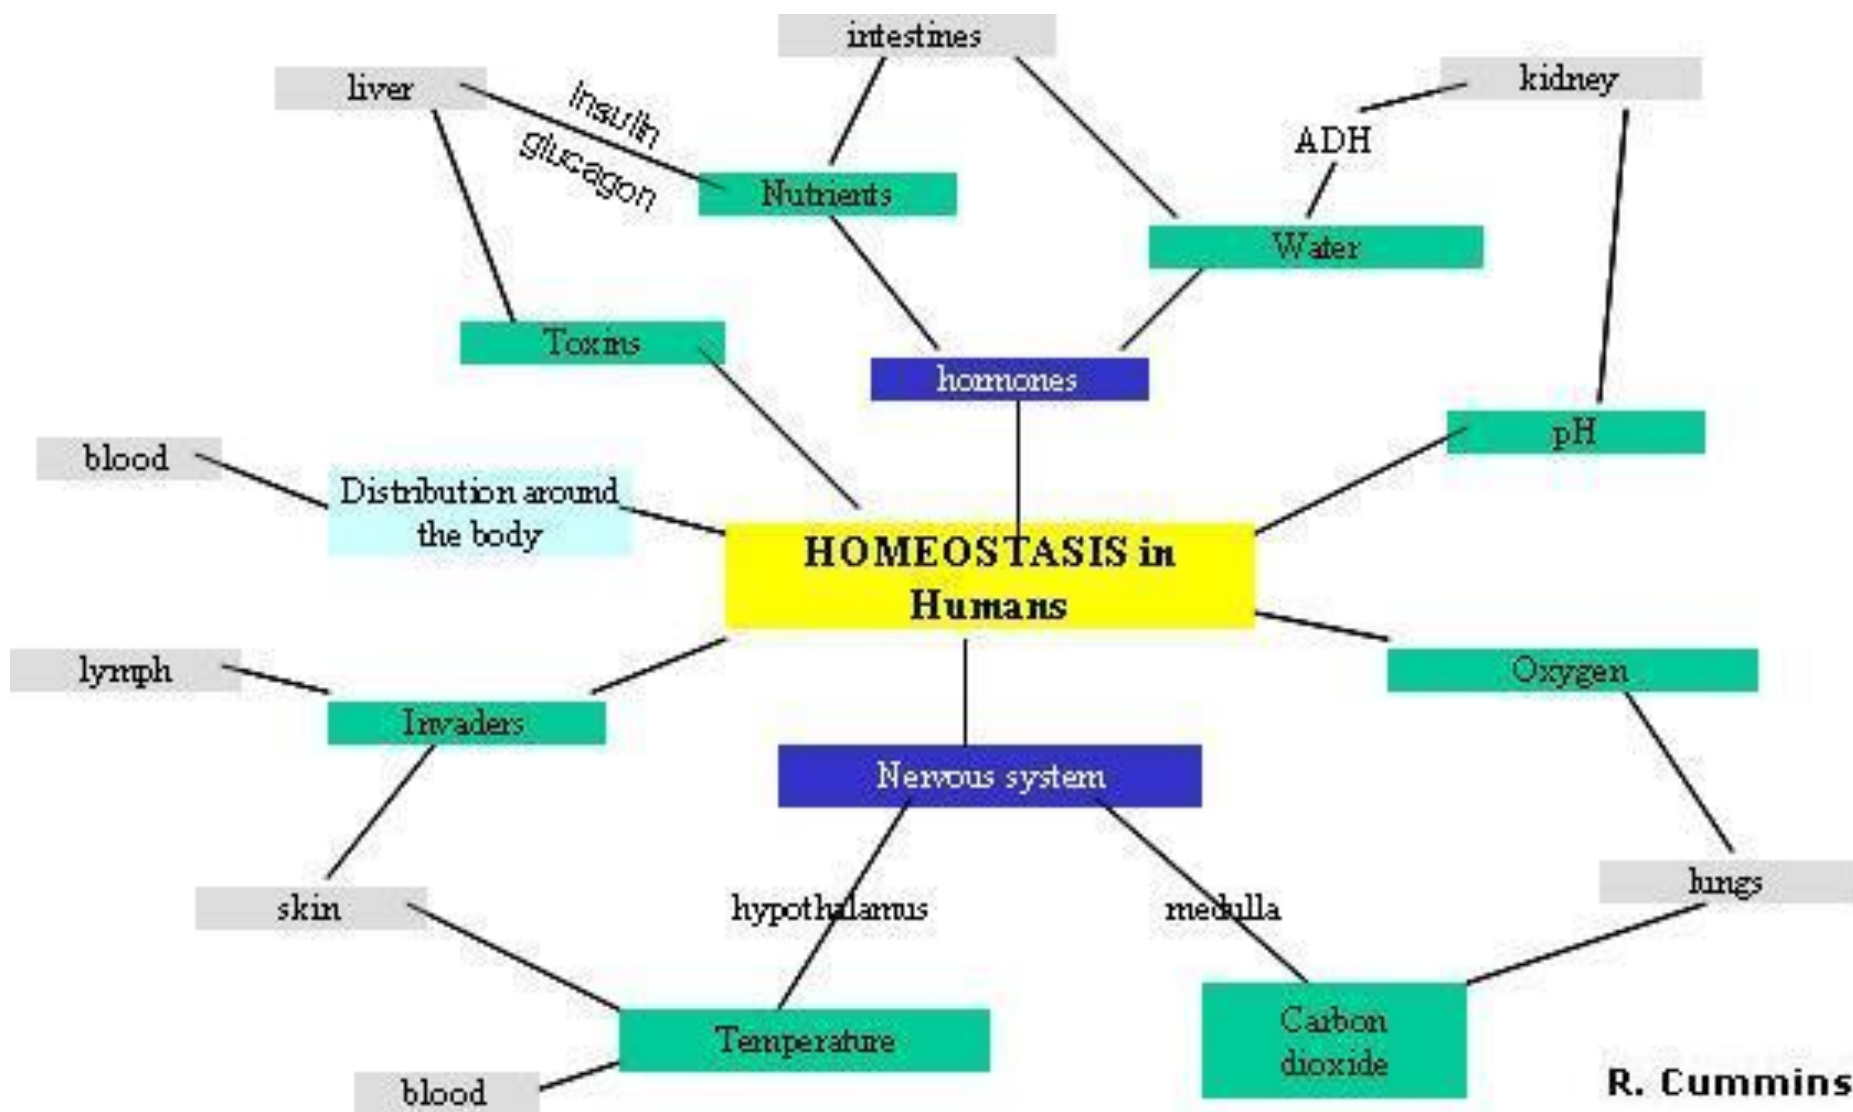 intestines
liver
kidney
Insulin
glucagon
ADH
Nutrients
Water
Toxins
hormones
pH
blood
Distribution around
the body
HOMEOSTASIS in
Humans
lymph
Oxygen
Invaders
Nervous system
lungs
skin
hypothalamus
medulla
Temperature
Carbon
dioxide
blood
R. Cummins